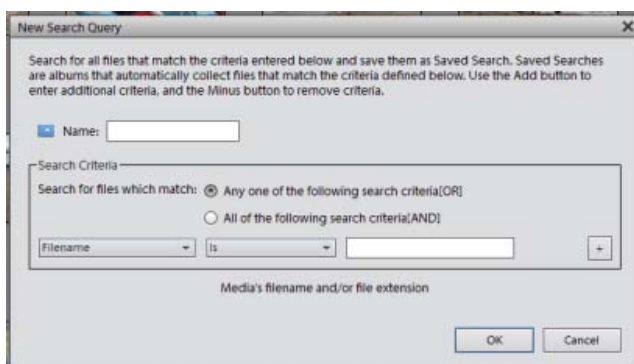 New Search Query
Search for all files that match the criteria entered below and save them as Saved Search. Saved Searches
are albums that automatically collect files that match the criteria defined below. Use the Add button to
enter additional criteria, and the Minus button to remove criteria.
Name:
Search Criteria
Search for files which match: Any one of the following search criteria[OR]
All of the following search criteria[AND]
Filename Is +
Media's filename and/or file extension
OK Cancel